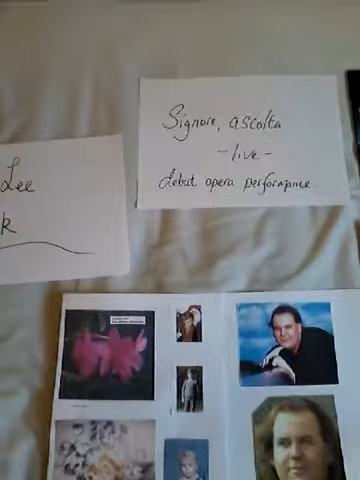 Signore, ascolta
- live -
debut opera performance.
Lee
k